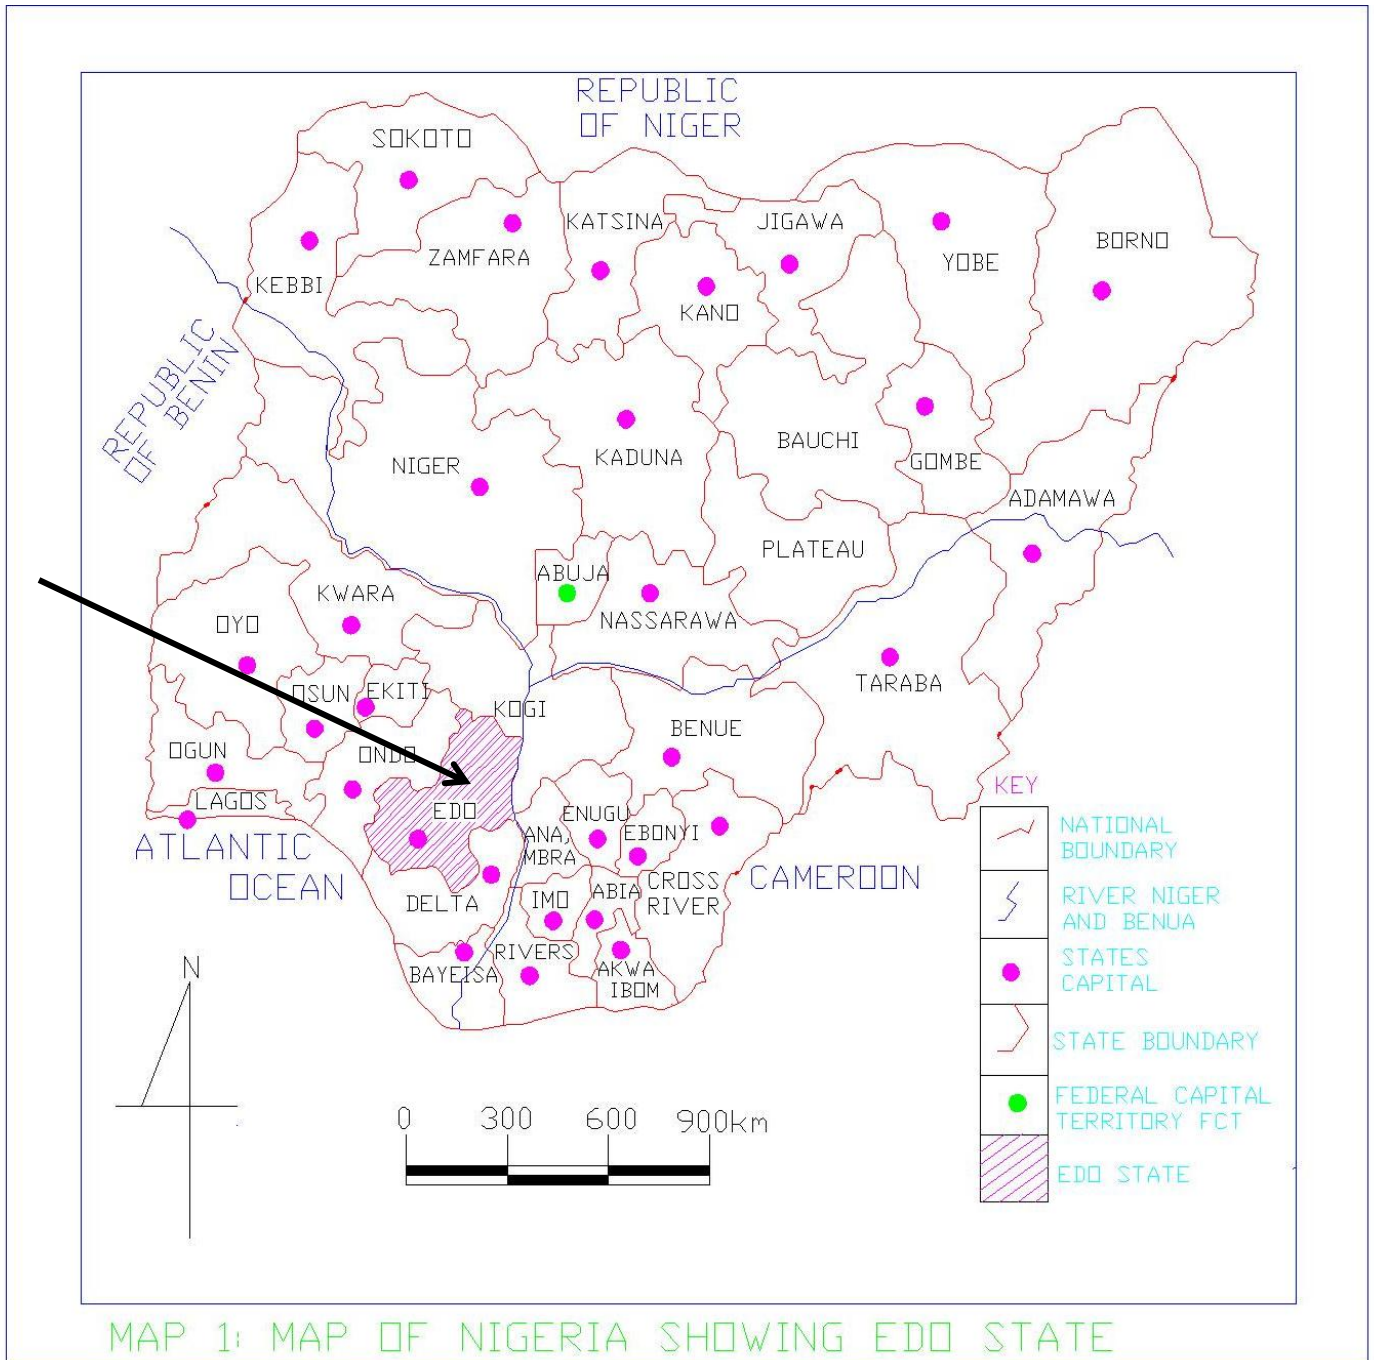 REPUBLIC
OF NIGER
SOKOTO
KATSINA
JIGAWA
ZAMFARA
YOBE
BORNO
KEBBI
KANO
REPUBLIC
OF BENIN
BAUCHI
NIGER
KADUNA
GOMBE
ADAMAWA
PLATEAU
ABUJA
KWARA
NASSARAWA
OYO
TARABA
OSUN
EKITI
KOGI
BENUE
OGUN
ONDO
LAGOS
EDO
ENUGU
ANA,
MBRA
EBONYI
ATLANTIC
OCEAN
CROSS
RIVER
CAMEROON
DELTA
IMO
ABIA
RIVERS
BAYEISA
AKWA
IBOM
N
KEY
NATIONAL
BOUNDARY
RIVER NIGER
AND BENUA
STATES
CAPITAL
STATE BOUNDARY
FEDERAL CAPITAL
TERRITORY FCT
EDO STATE
0 300 600 900km
MAP 1: MAP OF NIGERIA SHOWING EDO STATE